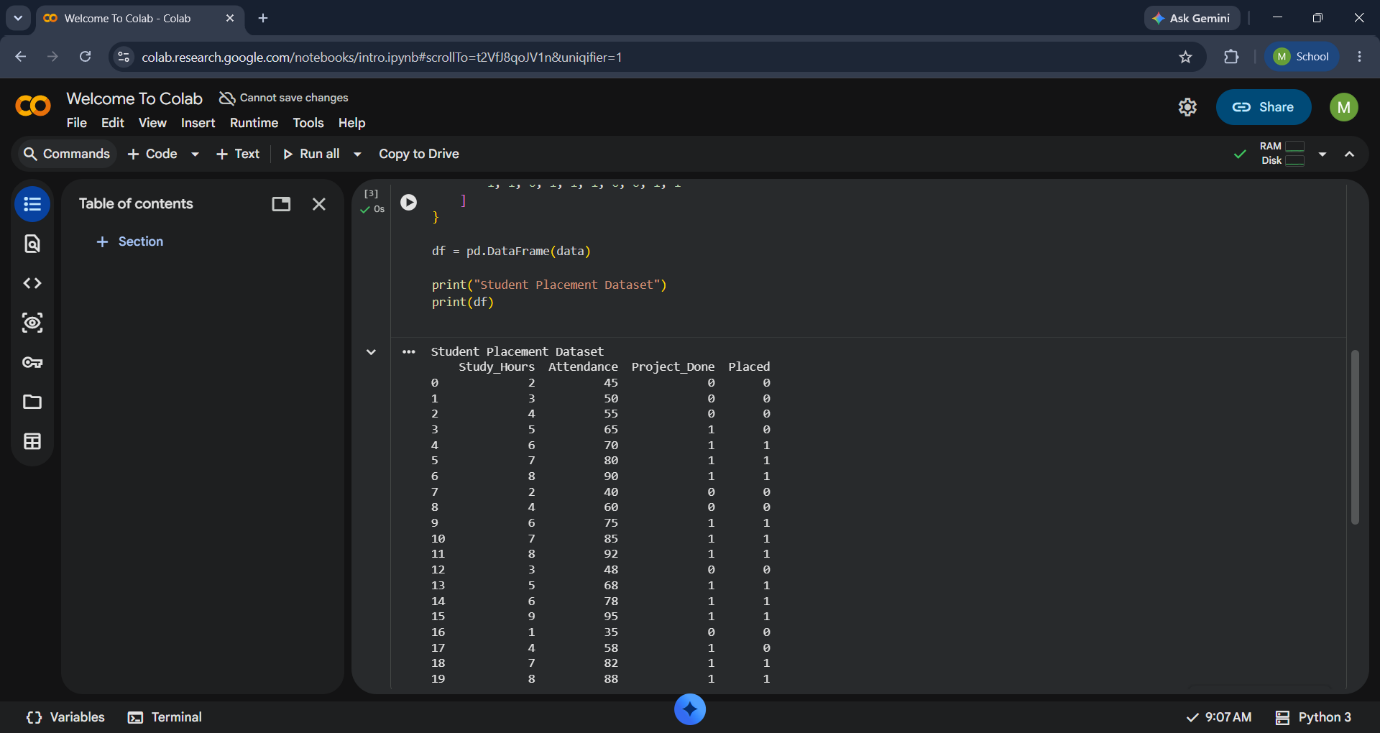 Welcome To Colab - Colab
Ask Gemini
colab.research.google.com/notebooks/intro.ipynb#scrollTo=t2VfJ8qoJV1n&uniqifier=1
M School
Welcome To Colab Cannot save changes
File Edit View Insert Runtime Tools Help
Share
M
Commands + Code + Text Run all Copy to Drive
RAM
Disk
Table of contents
+ Section
[3]
0s
]
}
df = pd.DataFrame(data)
print("Student Placement Dataset")
print(df)
Student Placement Dataset
Study_Hours Attendance Project_Done Placed
0 2 45 0 0
1 3 50 0 0
2 4 55 0 0
3 5 65 1 0
4 6 70 1 1
5 7 80 1 1
6 8 90 1 1
7 2 40 0 0
8 4 60 0 0
9 6 75 1 1
10 7 85 1 1
11 8 92 1 1
12 3 48 0 0
13 5 68 1 1
14 6 78 1 1
15 9 95 1 1
16 1 35 0 0
17 4 58 1 0
18 7 82 1 1
19 8 88 1 1
Variables Terminal
9:07 AM Python 3